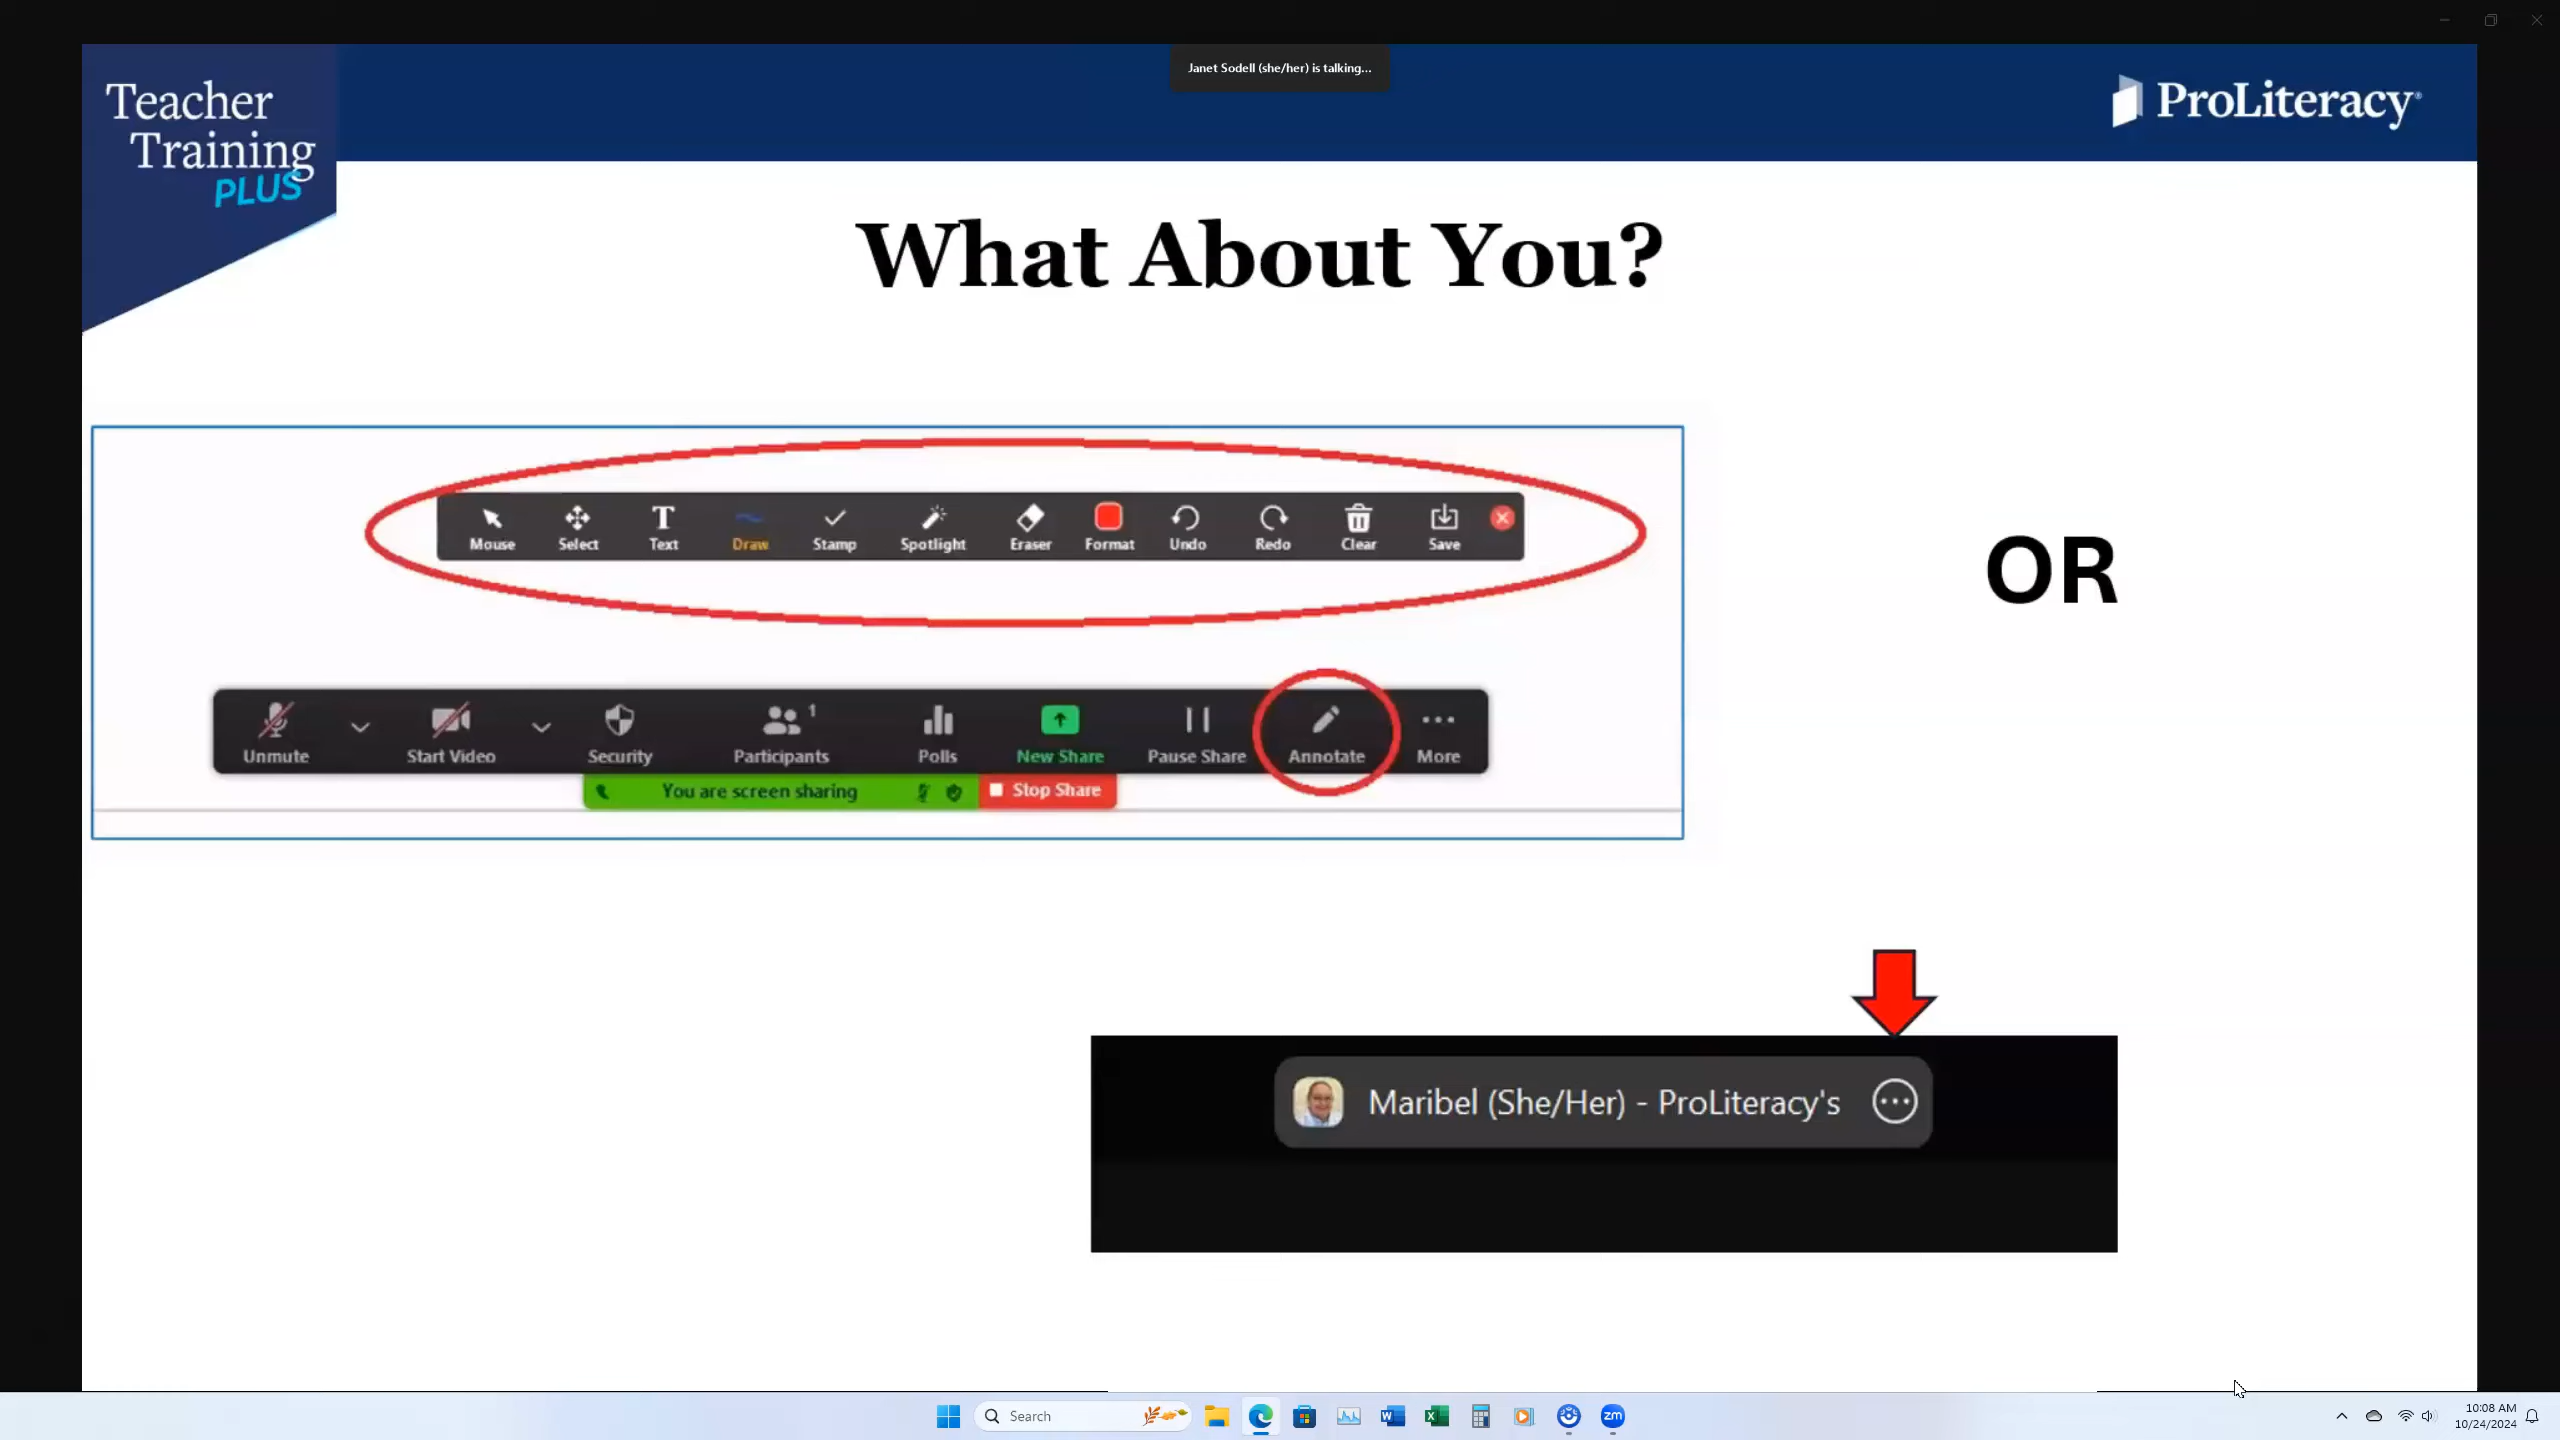 Janet Sodell (she/her) is talking...
Teacher
Training
PLUS
ProLiteracy
What About You?
Mouse Select Text Draw Stamp Spotlight Eraser Format Undo Redo Clear Save
OR
1
Unmute Start Video Security Participants Polls New Share Pause Share Annotate More
You are screen sharing Stop Share
Maribel (She/Her) - ProLiteracy's
Search
zm
10:08 AM
10/24/2024